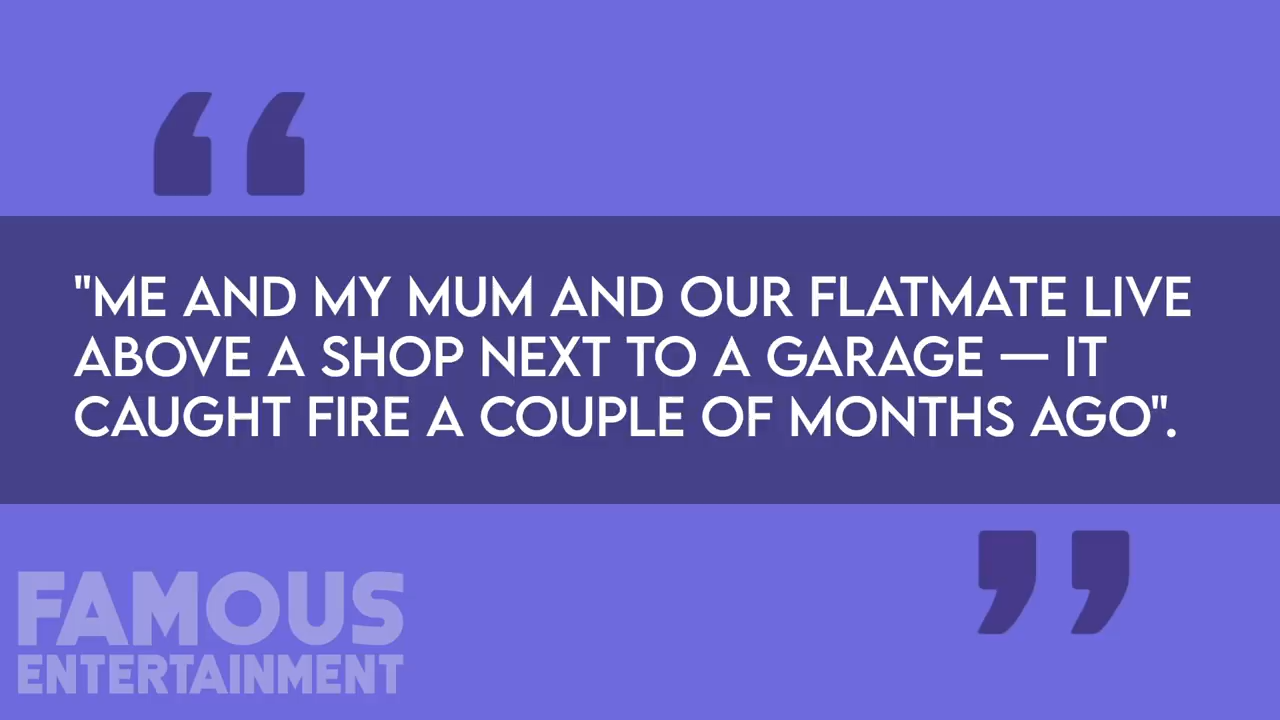 "ME AND MY MUM AND OUR FLATMATE LIVE
ABOVE A SHOP NEXT TO A GARAGE — IT
CAUGHT FIRE A COUPLE OF MONTHS AGO".
FAMOUS
ENTERTAINMENT